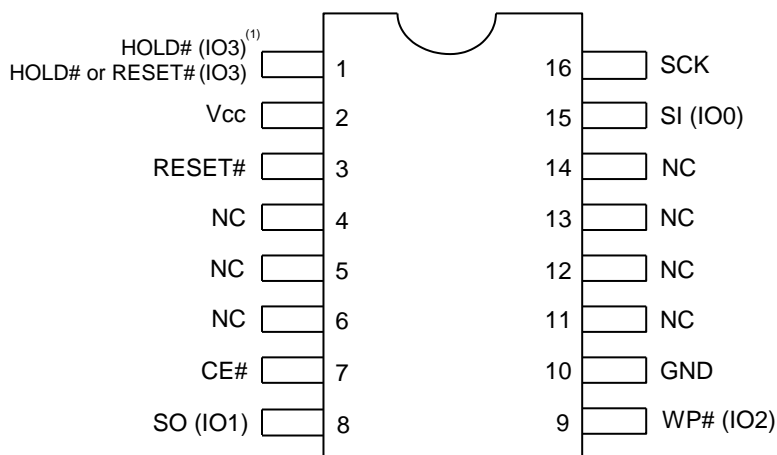 HOLD# (IO3)(1)
HOLD# or RESET# (IO3)
1
16
SCK
Vcc
2
15
SI (IO0)
RESET#
3
14
NC
NC
4
13
NC
NC
5
12
NC
NC
6
11
NC
CE#
7
10
GND
SO (IO1)
8
9
WP# (IO2)